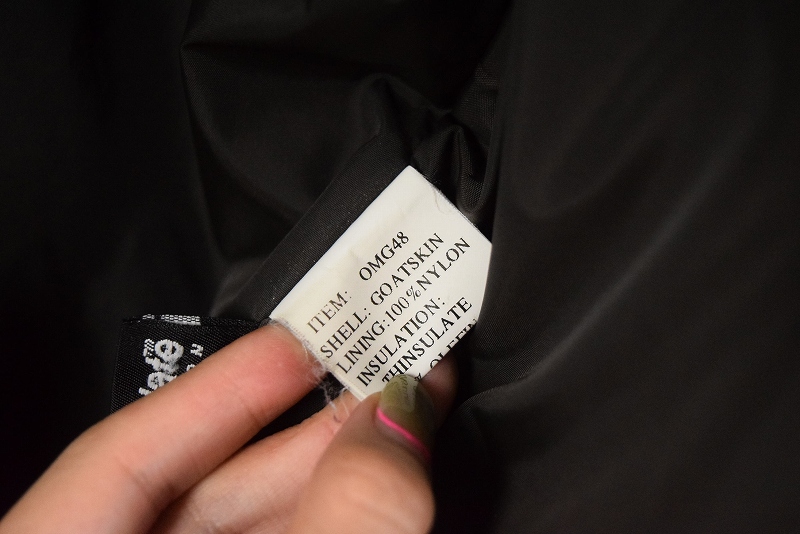 ITEM: OMG48
SHELL: GOATSKIN
LINING:100%NYLON
INSULATION:
THINSULATE